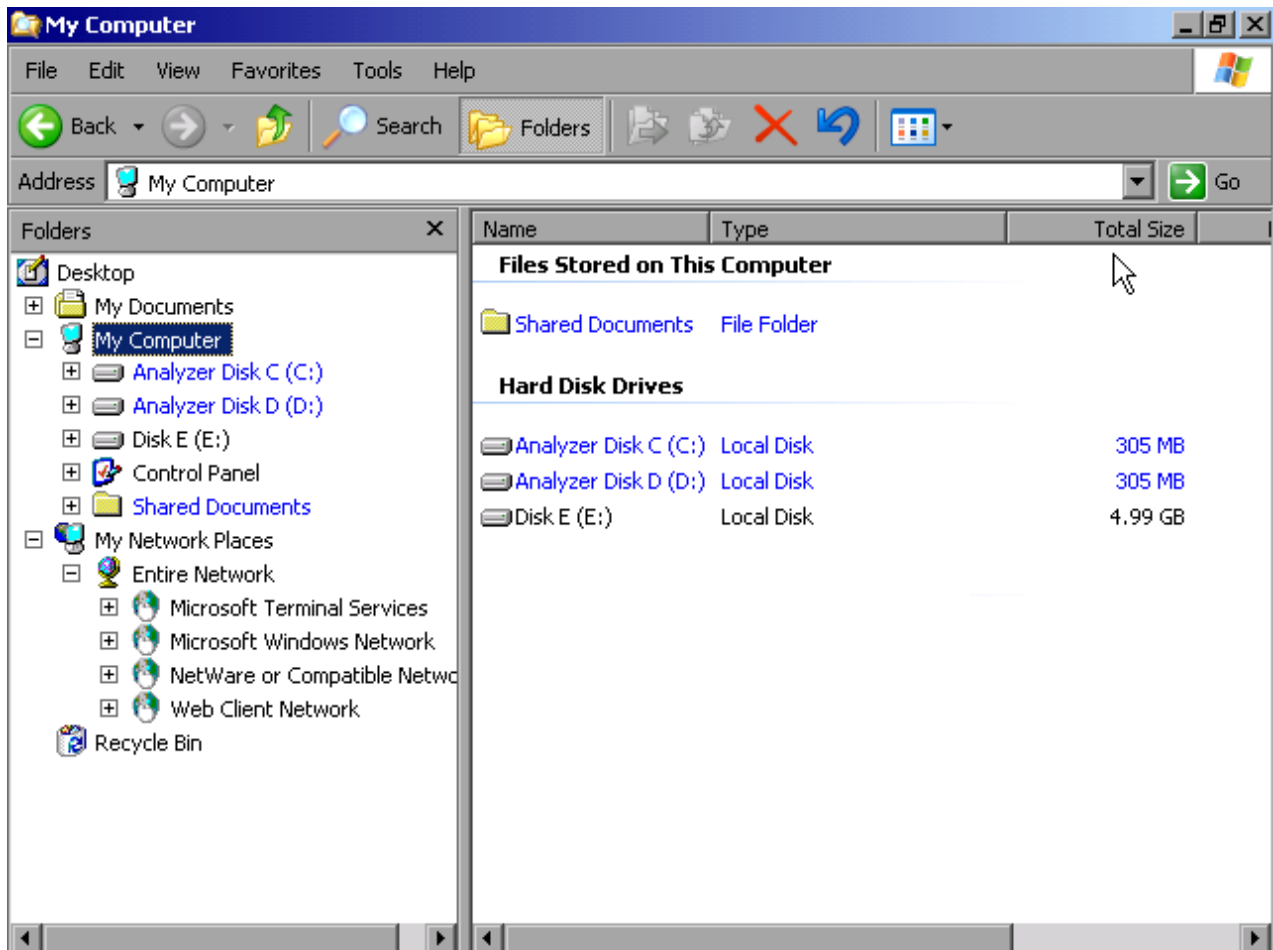 My Computer
File Edit View Favorites Tools Help
Back Search Folders
Address My Computer Go
Folders
Desktop
My Documents
My Computer
Analyzer Disk C (C:)
Analyzer Disk D (D:)
Disk E (E:)
Control Panel
Shared Documents
My Network Places
Entire Network
Microsoft Terminal Services
Microsoft Windows Network
NetWare or Compatible
Web Client Network
Recycle Bin
Name Type Total Size
Files Stored on This Computer
Shared Documents File Folder
Hard Disk Drives
Analyzer Disk C (C:) Local Disk 305 MB
Analyzer Disk D (D:) Local Disk 305 MB
Disk E (E:) Local Disk 4.99 GB